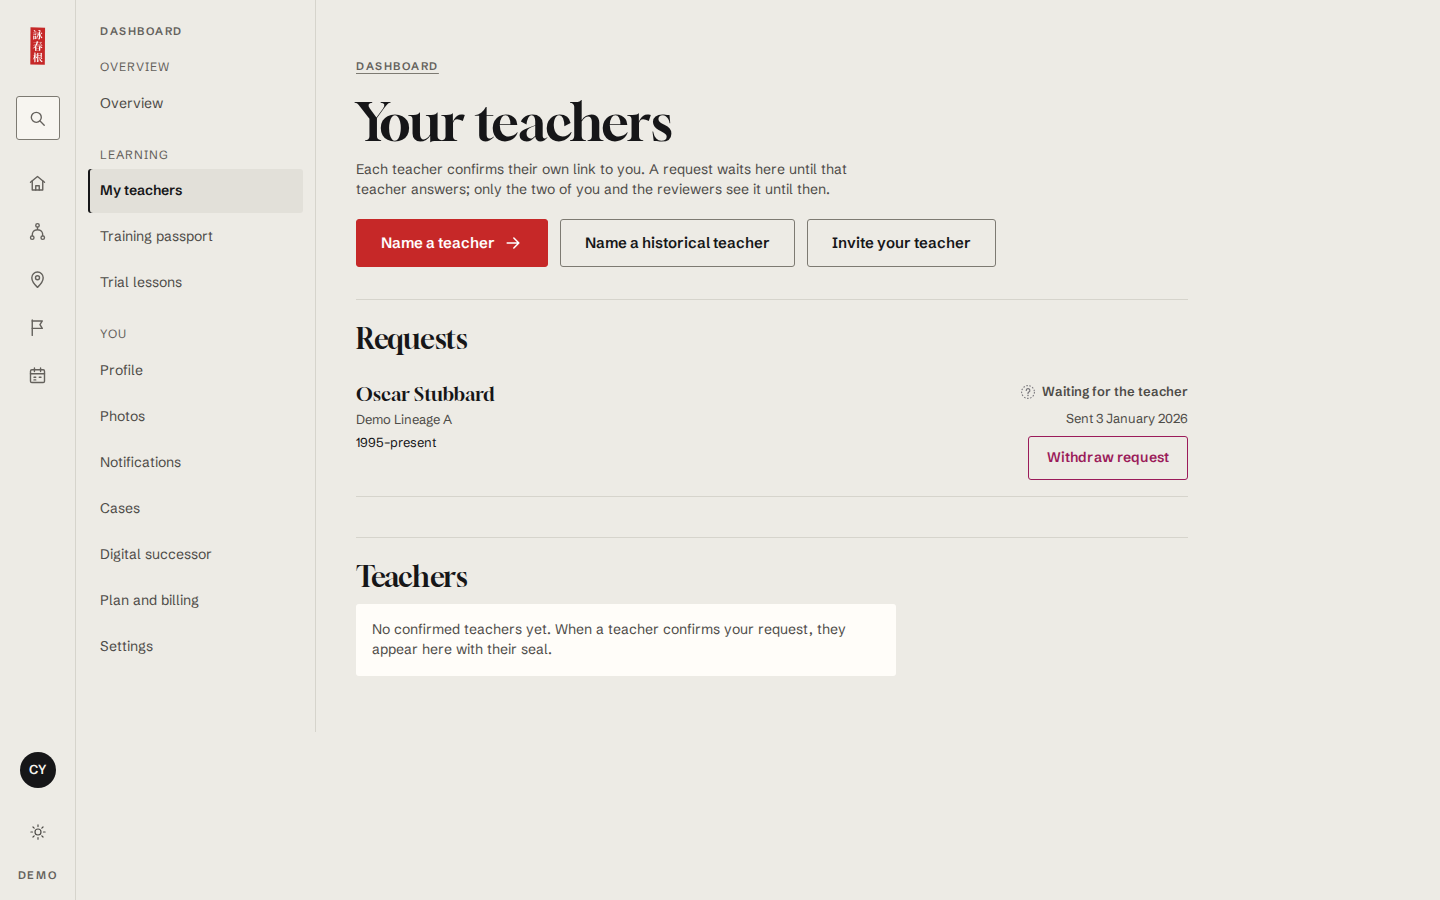 詠春根
DASHBOARD
OVERVIEW
Overview
LEARNING
My teachers
Training passport
Trial lessons
YOU
Profile
Photos
Notifications
Cases
Digital successor
Plan and billing
Settings
CY
DEMO
DASHBOARD
Your teachers
Each teacher confirms their own link to you. A request waits here until that
teacher answers; only the two of you and the reviewers see it until then.
Name a teacher →
Name a historical teacher
Invite your teacher
Requests
Oscar Stubbard
Demo Lineage A
1995–present
? Waiting for the teacher
Sent 3 January 2026
Withdraw request
Teachers
No confirmed teachers yet. When a teacher confirms your request, they
appear here with their seal.